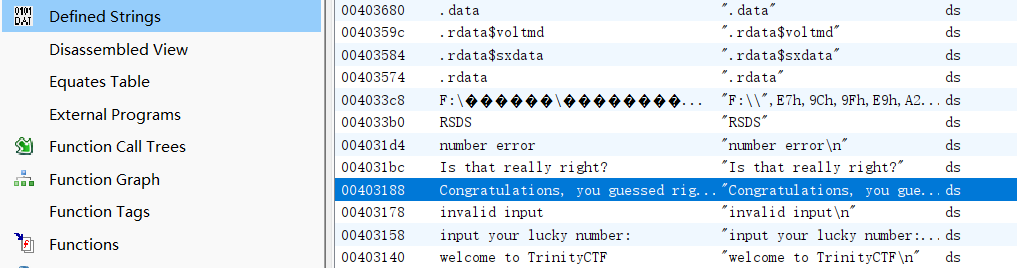 Defined Strings
Disassembled View
Equates Table
External Programs
Function Call Trees
Function Graph
Function Tags
Functions
00403680 .data ".data" ds
0040359c .rdata$voltmd ".rdata$voltmd" ds
00403584 .rdata$sxdata ".rdata$sxdata" ds
00403574 .rdata ".rdata" ds
004033c8 F:\������\���������... "F:\\",E7h,9Ch,9Fh,E9h,A2... ds
004033b0 RSDS "RSDS" ds
004031d4 number error "number error\n" ds
004031bc Is that really right? "Is that really right?" ds
00403188 Congratulations, you guessed rig... "Congratulations, you gue... ds
00403178 invalid input "invalid input\n" ds
00403158 input your lucky number: "input your lucky number:... ds
00403140 welcome to TrinityCTF "welcome to TrinityCTF\n" ds